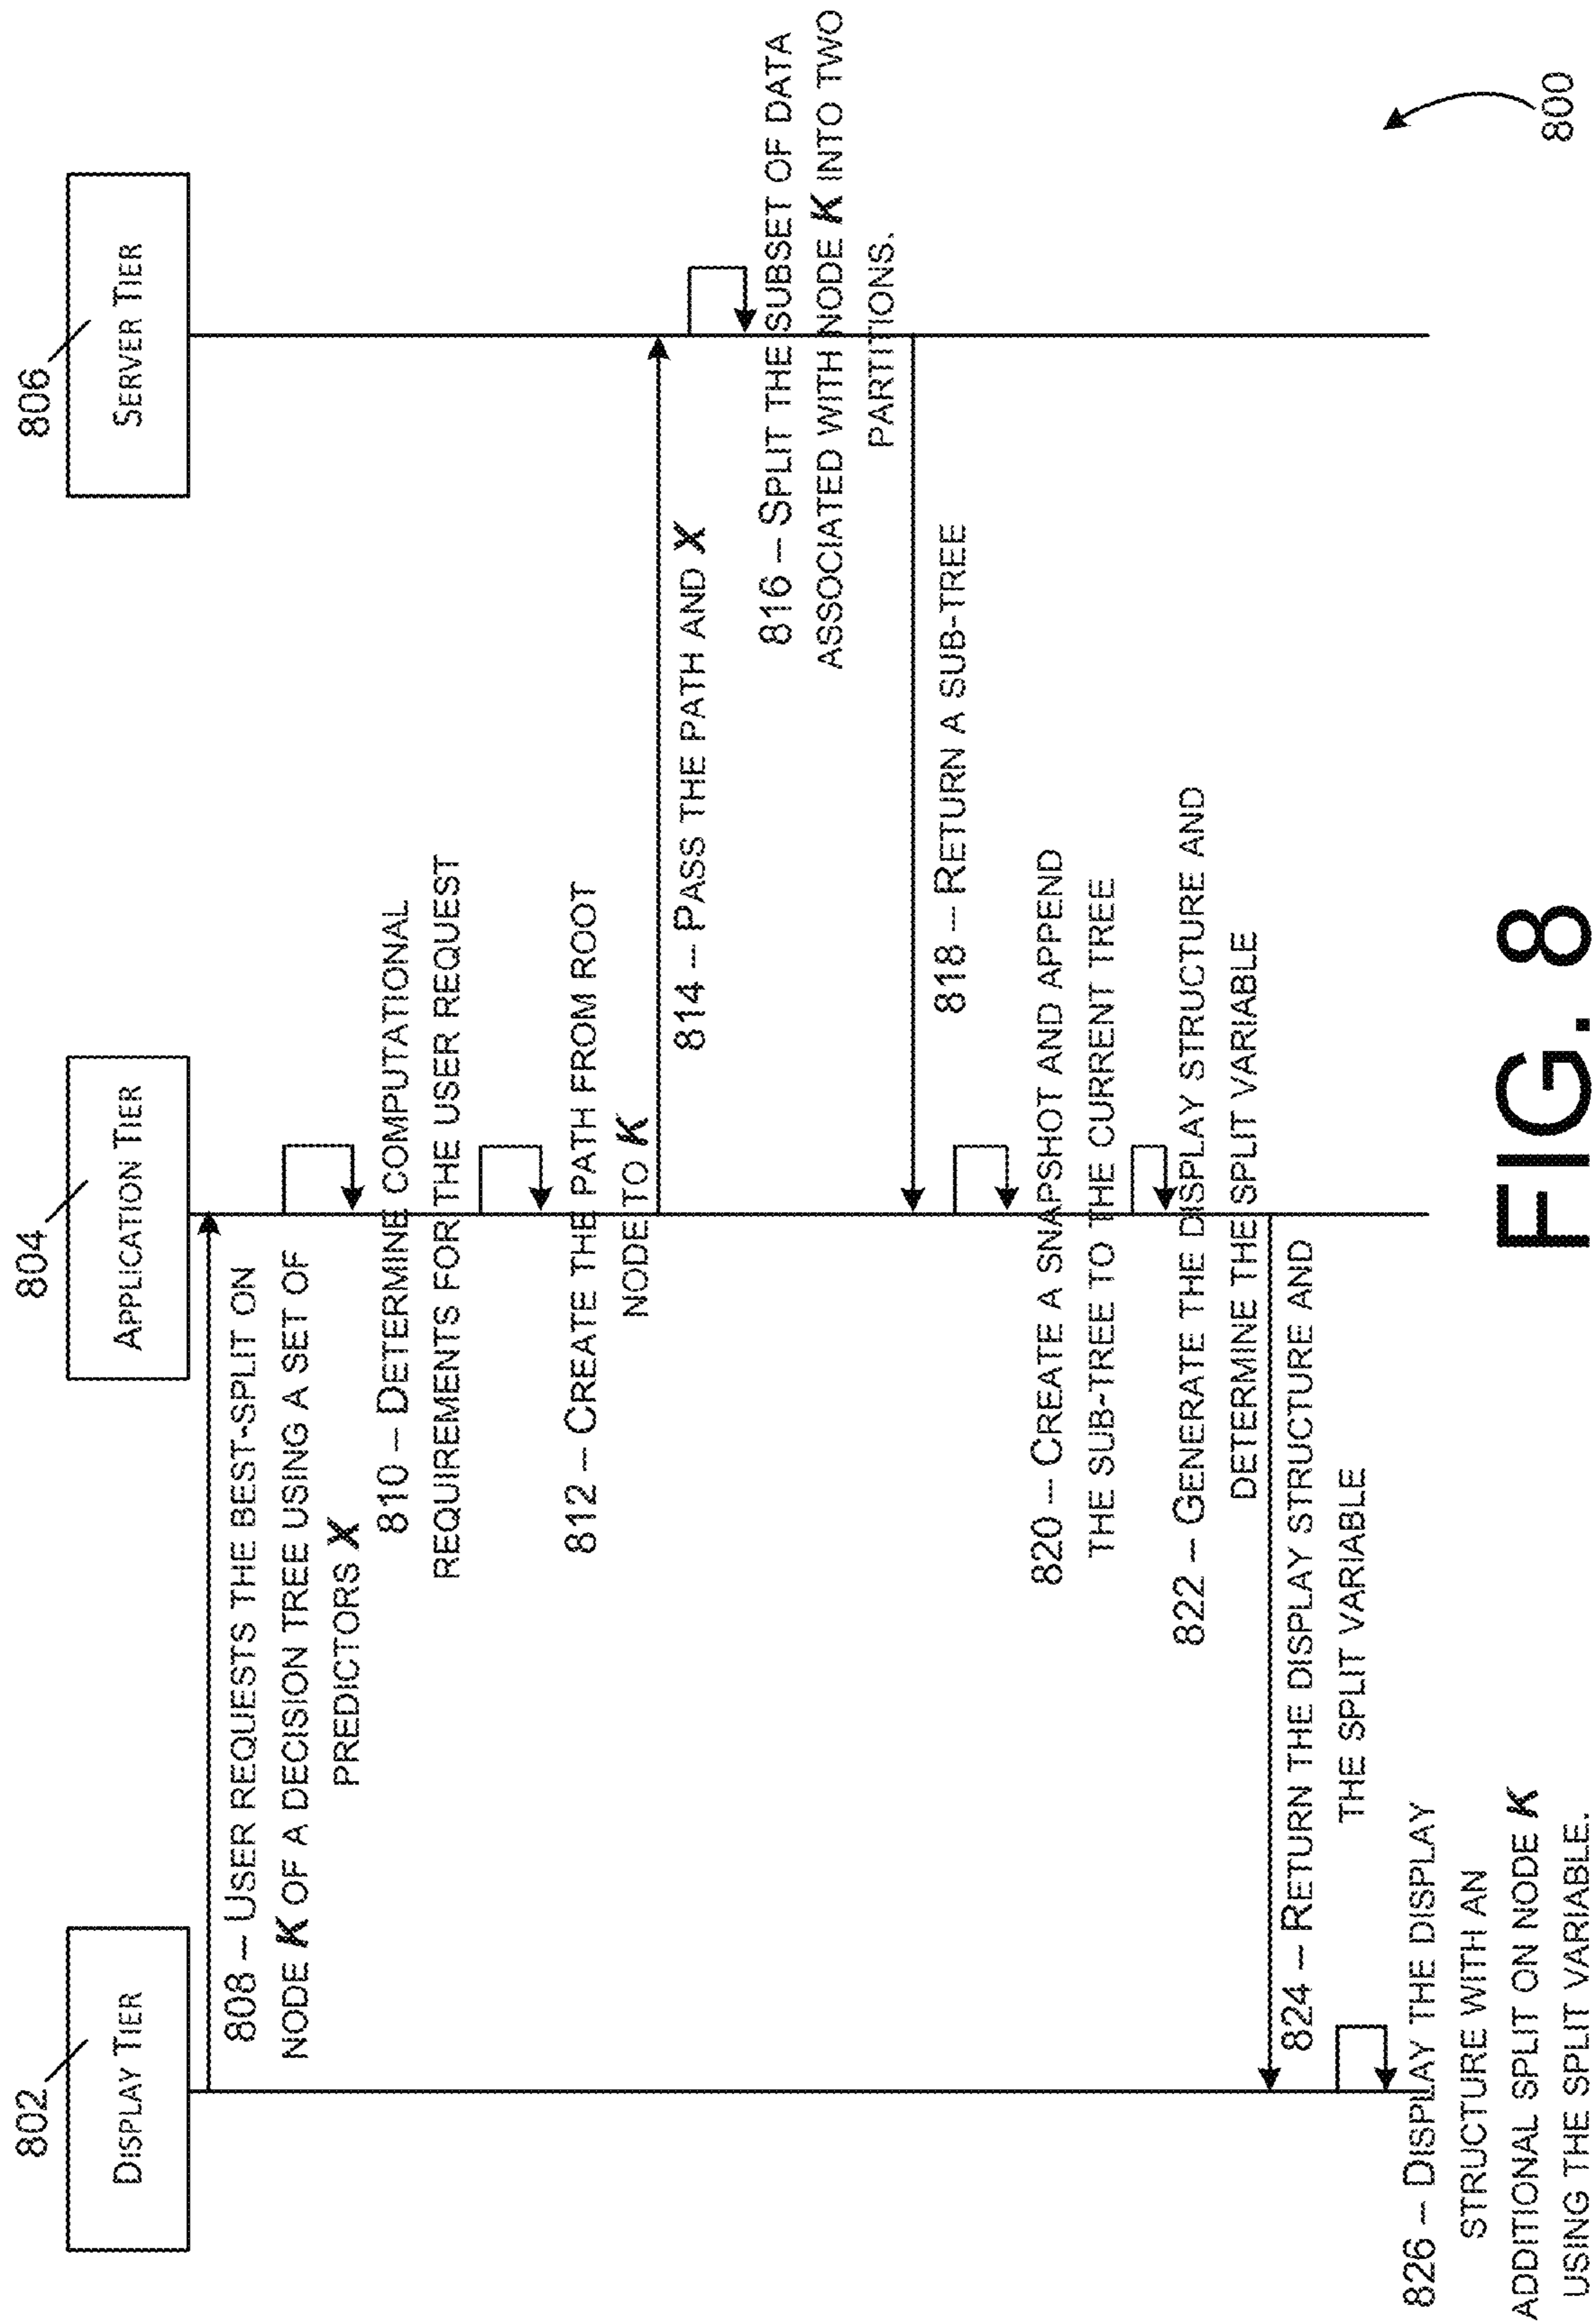 802
DISPLAY TIER
804
APPLICATION TIER
806
SERVER TIER
808 – USER REQUESTS THE BEST-SPLIT ON
NODE K OF A DECISION TREE USING A SET OF
PREDICTORS X
810 – DETERMINE COMPUTATIONAL
REQUIREMENTS FOR THE USER REQUEST
812 – CREATE THE PATH FROM ROOT
NODE TO K
814 – PASS THE PATH AND X
816 – SPLIT THE SUBSET OF DATA
ASSOCIATED WITH NODE K INTO TWO
PARTITIONS.
818 – RETURN A SUB-TREE
820 – CREATE A SNAPSHOT AND APPEND
THE SUB-TREE TO THE CURRENT TREE
822 – GENERATE THE DISPLAY STRUCTURE AND
DETERMINE THE SPLIT VARIABLE
824 – RETURN THE DISPLAY STRUCTURE AND
THE SPLIT VARIABLE
826 – DISPLAY THE DISPLAY
STRUCTURE WITH AN
ADDITIONAL SPLIT ON NODE K
USING THE SPLIT VARIABLE.
800
FIG. 8